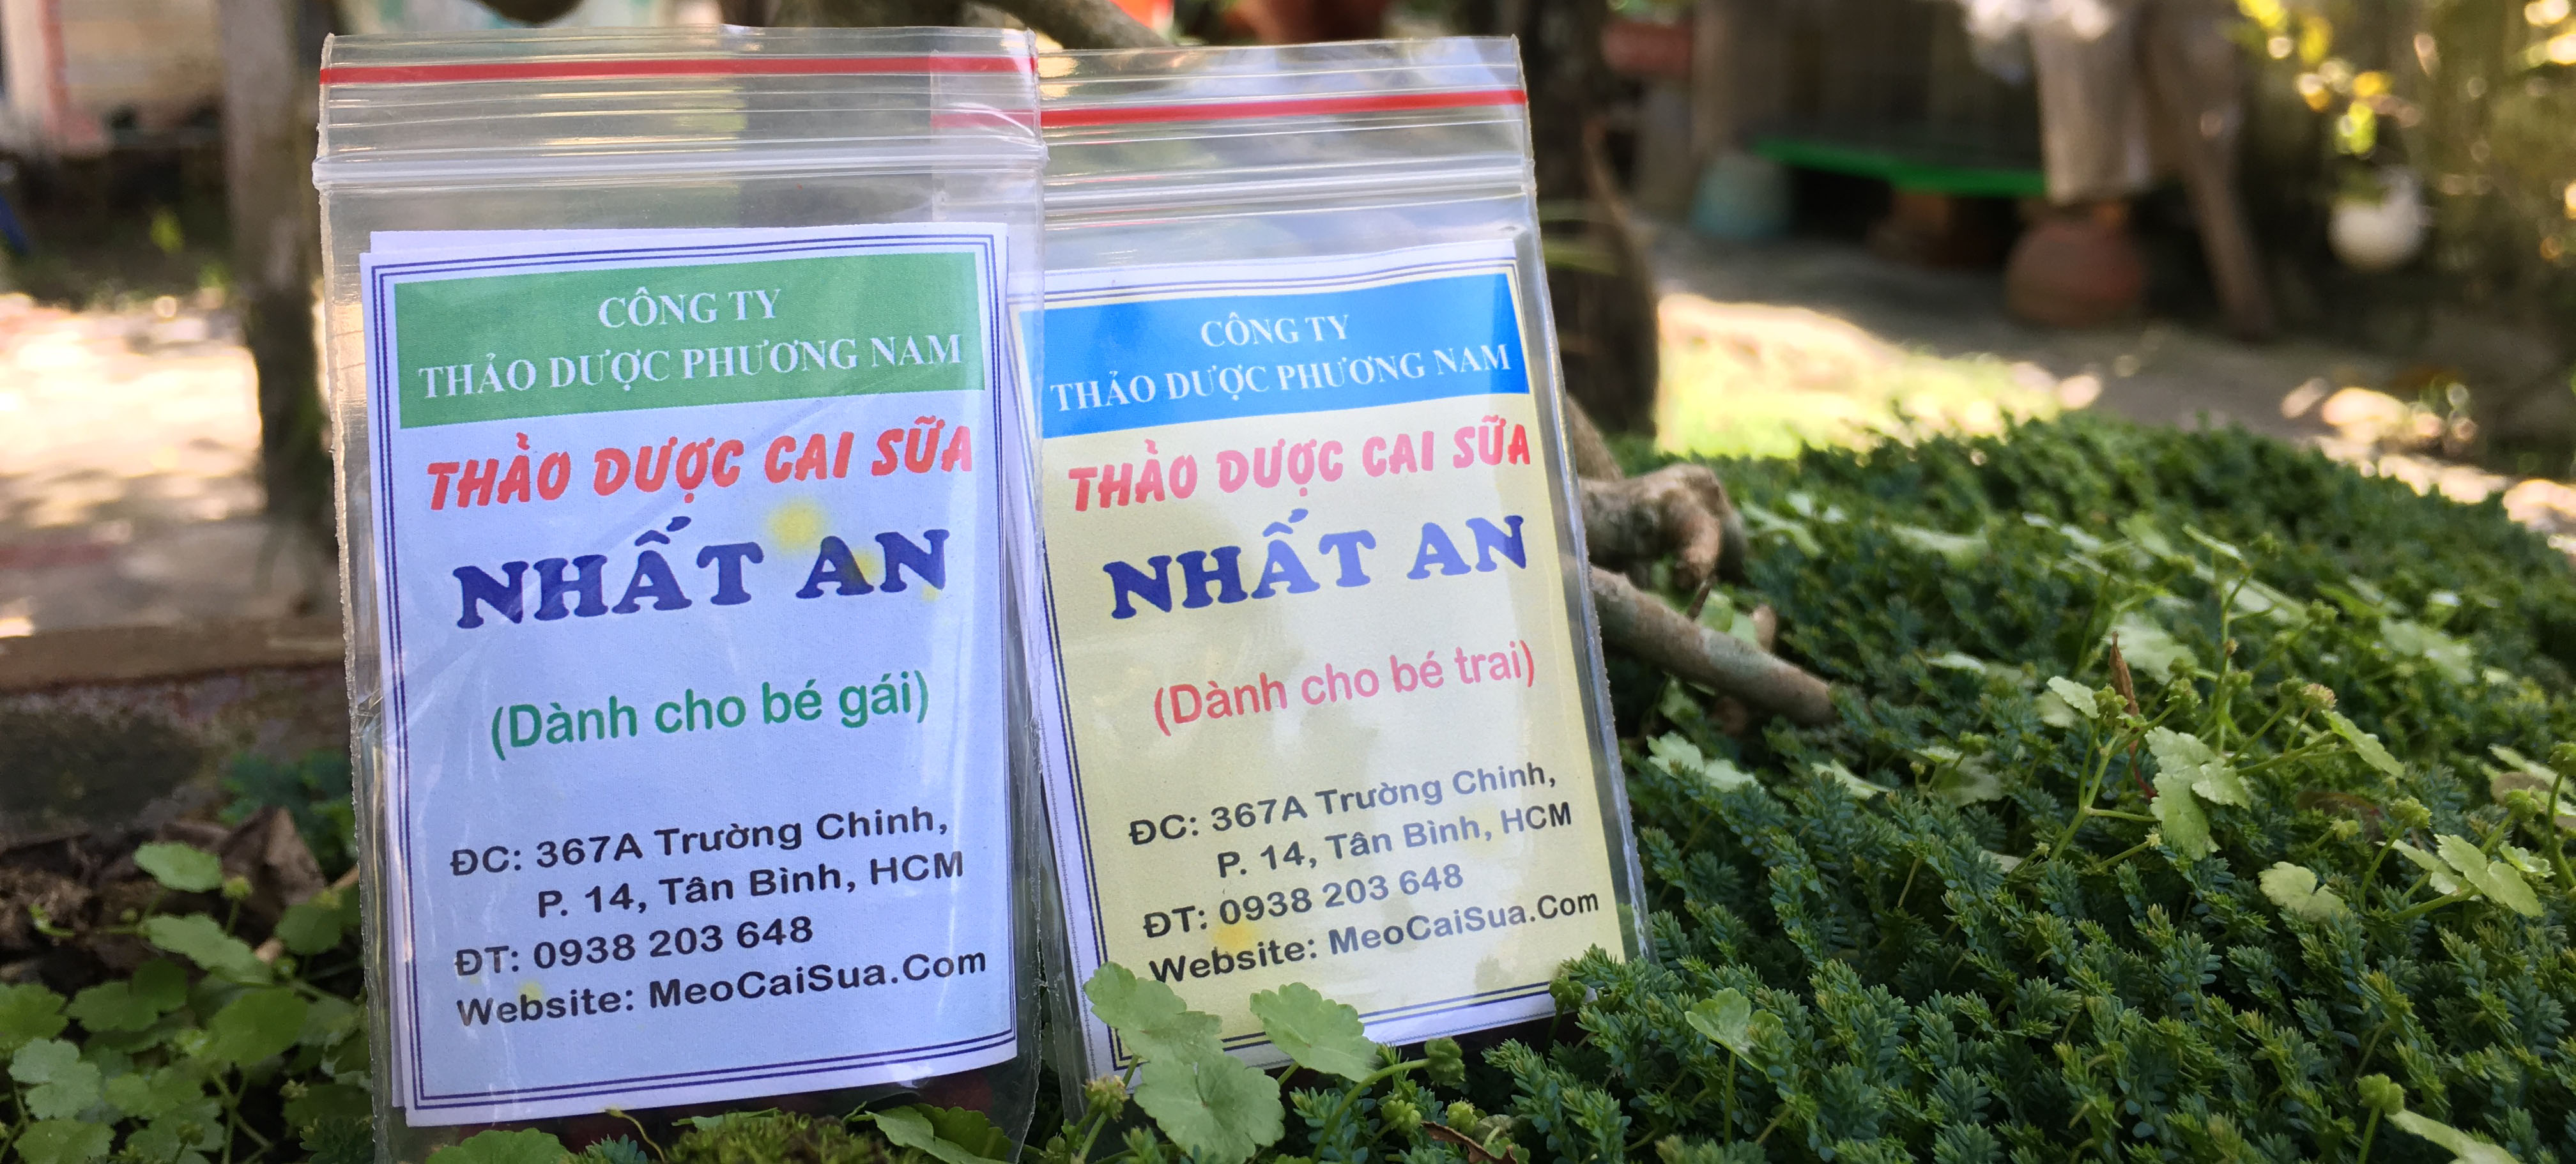 CÔNG TY
THẢO DƯỢC PHƯƠNG NAM
THẢO DƯỢC CAI SỮA
NHẤT AN
(Dành cho bé gái)
ĐC: 367A Trường Chinh,
P. 14, Tân Bình, HCM
ĐT: 0938 203 648
Website: MeoCaiSua.Com
CÔNG TY
THẢO DƯỢC PHƯƠNG NAM
THẢO DƯỢC CAI SỮA
NHẤT AN
(Dành cho bé trai)
ĐC: 367A Trường Chinh,
P. 14, Tân Bình, HCM
ĐT: 0938 203 648
Website: MeoCaiSua.Com